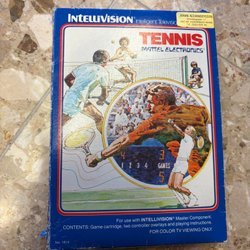 INTELLIVISION
Intelligent Television
TENNIS
MATTEL ELECTRONICS
GAMES
For use with INTELLIVISION Master Component.
CONTENTS: Game cartridge, two controller overlays and playing instructions.
FOR COLOR TV VIEWING ONLY